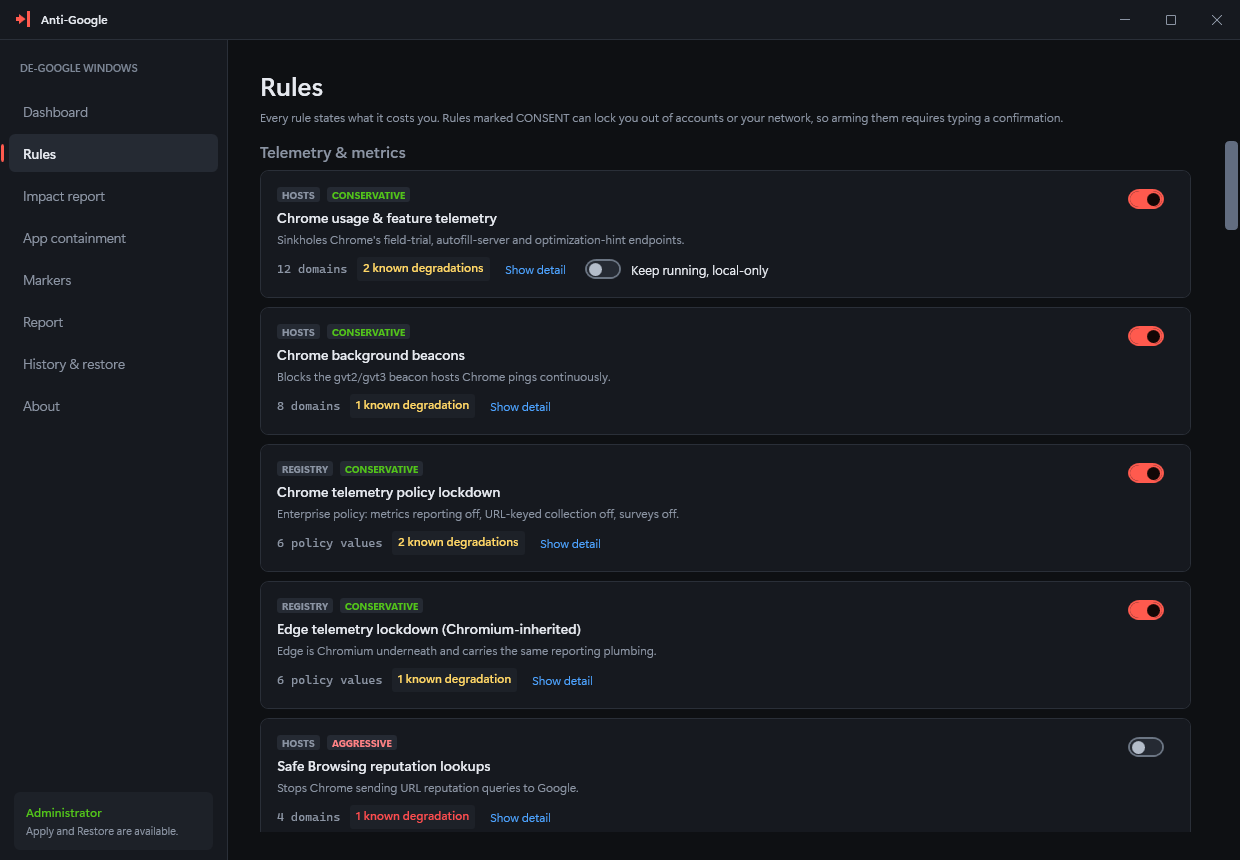 Anti-Google
DE-GOOGLE WINDOWS
Dashboard
Rules
Impact report
App containment
Markers
Report
History & restore
About
Administrator
Apply and Restore are available.
Rules
Every rule states what it costs you. Rules marked CONSENT can lock you out of accounts or your network, so arming them requires typing a confirmation.
Telemetry & metrics
HOSTS CONSERVATIVE
Chrome usage & feature telemetry
Sinkholes Chrome's field-trial, autofill-server and optimization-hint endpoints.
12 domains 2 known degradations Show detail Keep running, local-only
HOSTS CONSERVATIVE
Chrome background beacons
Blocks the gvt2/gvt3 beacon hosts Chrome pings continuously.
8 domains 1 known degradation Show detail
REGISTRY CONSERVATIVE
Chrome telemetry policy lockdown
Enterprise policy: metrics reporting off, URL-keyed collection off, surveys off.
6 policy values 2 known degradations Show detail
REGISTRY CONSERVATIVE
Edge telemetry lockdown (Chromium-inherited)
Edge is Chromium underneath and carries the same reporting plumbing.
6 policy values 1 known degradation Show detail
HOSTS AGGRESSIVE
Safe Browsing reputation lookups
Stops Chrome sending URL reputation queries to Google.
4 domains 1 known degradation Show detail